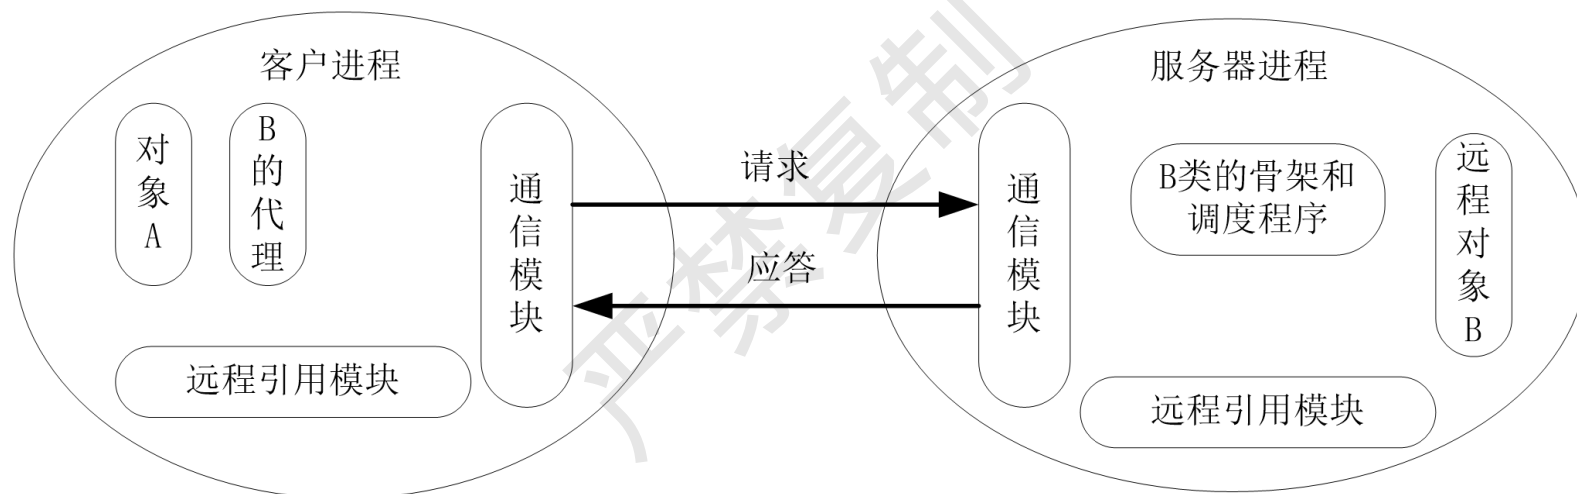 客户进程
对象A
B的代理
通信模块
远程引用模块
请求
应答
服务器进程
通信模块
B类的骨架和
调度程序
远程对象B
远程引用模块
严禁复制